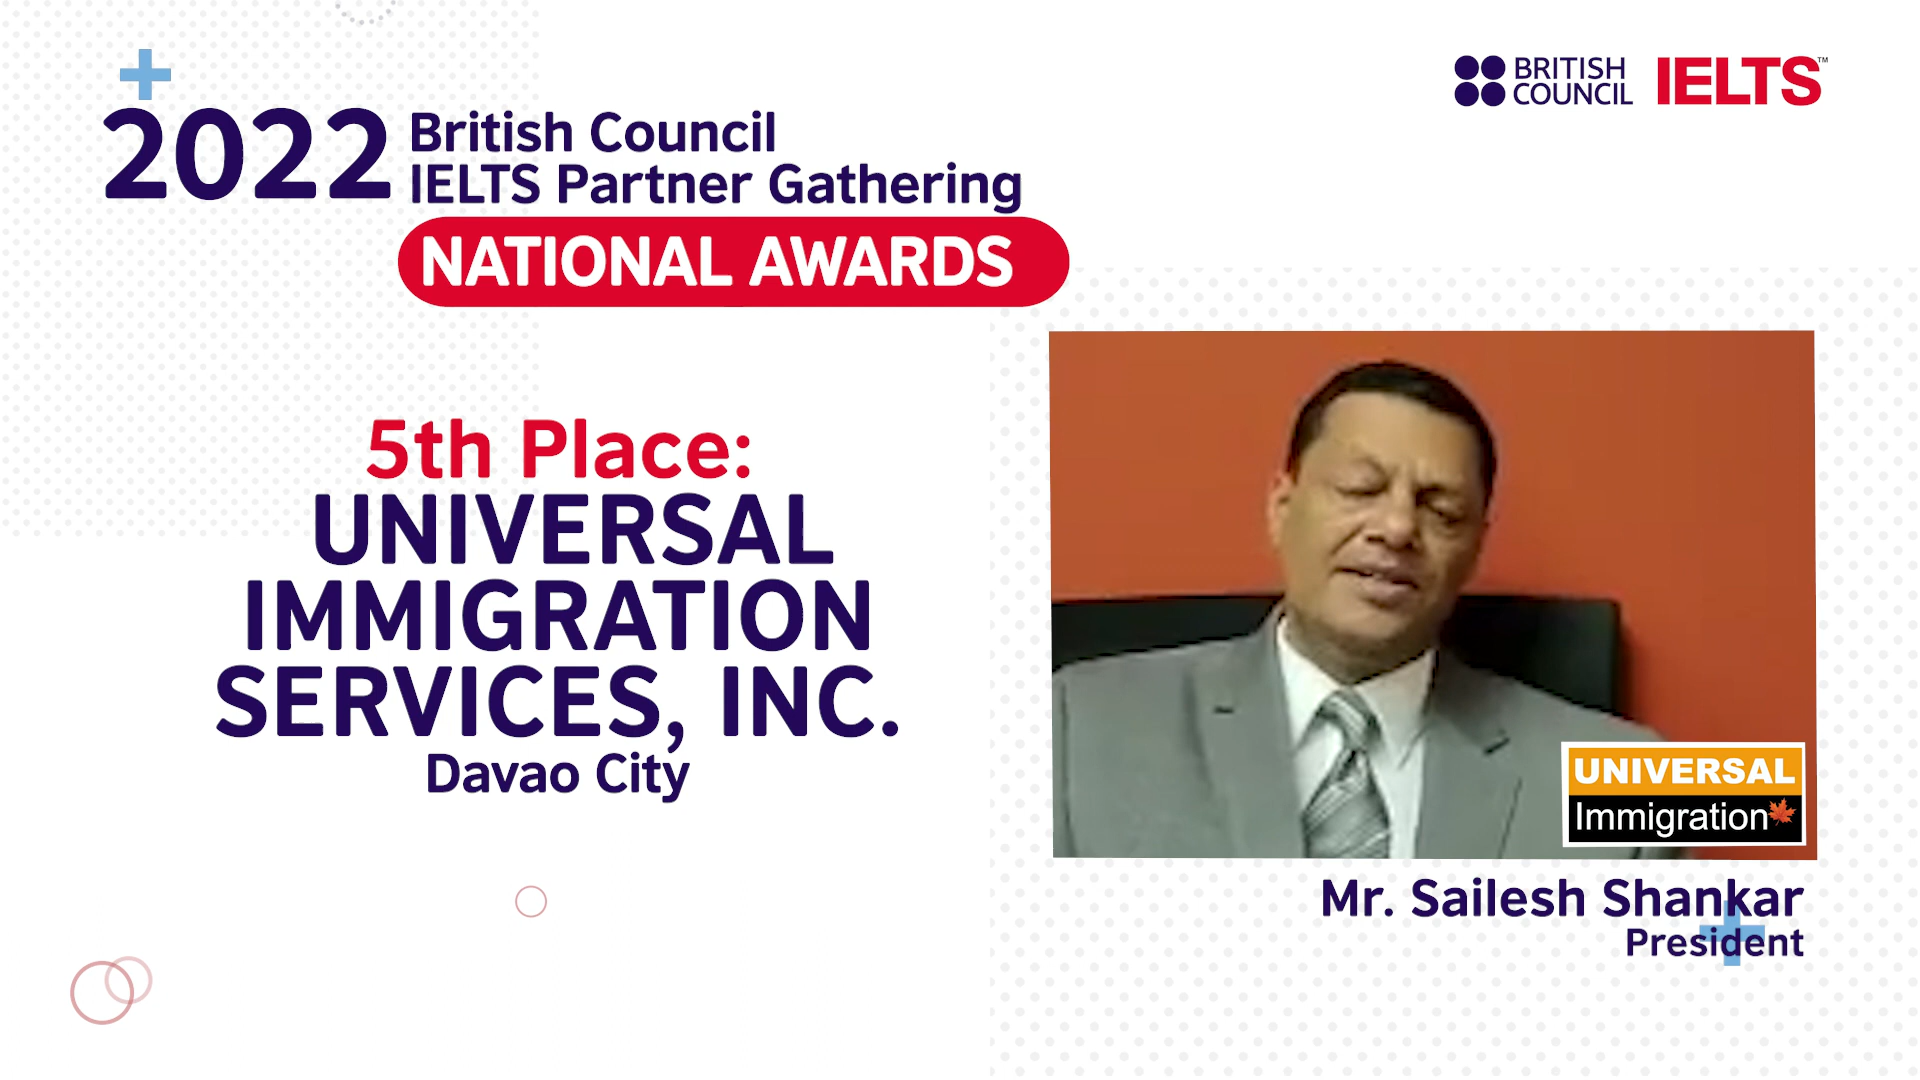 2022
British Council
IELTS Partner Gathering
NATIONAL AWARDS
BRITISH
COUNCIL
IELTS™
5th Place:
UNIVERSAL
IMMIGRATION
SERVICES, INC.
Davao City
UNIVERSAL
Immigration
Mr. Sailesh Shankar
President